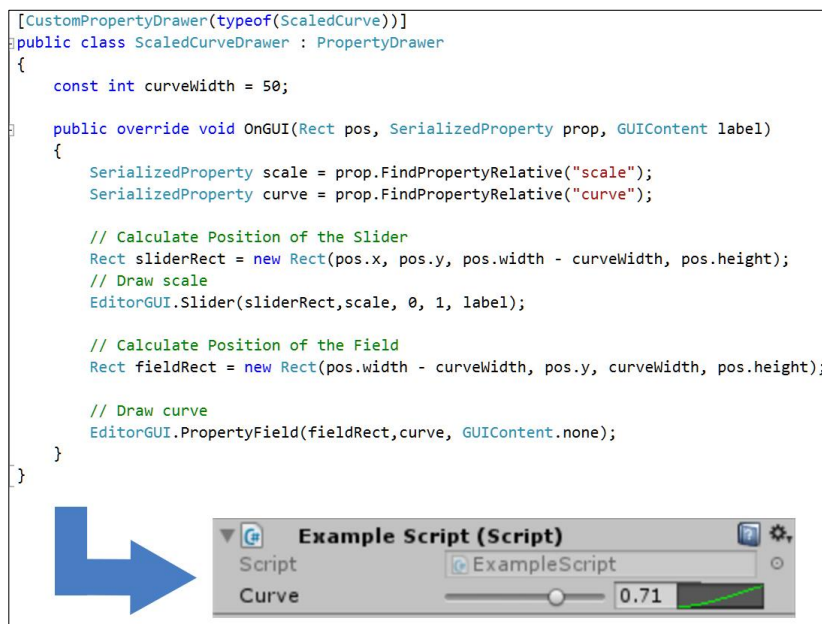 [CustomPropertyDrawer(typeof(ScaledCurve))]
public class ScaledCurveDrawer : PropertyDrawer
{
    const int curveWidth = 50;
    public override void OnGUI(Rect pos, SerializedProperty prop, GUIContent label)
    {
        SerializedProperty scale = prop.FindPropertyRelative("scale");
        SerializedProperty curve = prop.FindPropertyRelative("curve");
        // Calculate Position of the Slider
        Rect sliderRect = new Rect(pos.x, pos.y, pos.width - curveWidth, pos.height);
        // Draw scale
        EditorGUI.Slider(sliderRect,scale, 0, 1, label);
        // Calculate Position of the Field
        Rect fieldRect = new Rect(pos.width - curveWidth, pos.y, curveWidth, pos.height);
        // Draw curve
        EditorGUI.PropertyField(fieldRect,curve, GUIContent.none);
    }
}
C# Example Script (Script)
Script C# ExampleScript
Curve 0.71